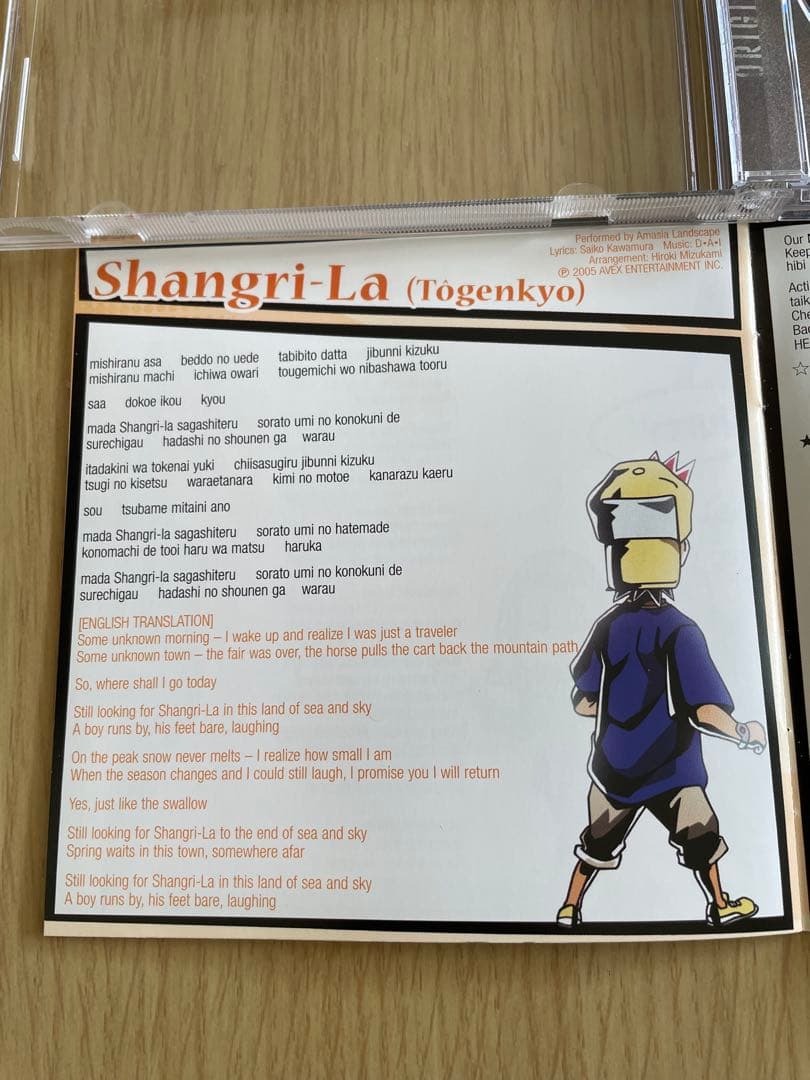 ORIGI
Performed by Amasia Landscape
Lyrics: Saiko Kawamura Music: D•A•I
Arrangement: Hiroki Mizukami
℗ 2005 AVEX ENTERTAINMENT INC.
Shangri-La (Tôgenkyo)
mishiranu asa beddo no uede tabibito datta jibunni kizuku
mishiranu machi ichiwa owari tougemichi wo nibashawa tooru
saa dokoe ikou kyou
mada Shangri-la sagashiteru sorato umi no konokuni de
surechigau hadashi no shounen ga warau
itadakini wa tokenai yuki chiisasugiru jibunni kizuku
tsugi no kisetsu waraetanara kimi no motoe kanarazu kaeru
sou tsubame mitaini ano
mada Shangri-la sagashiteru sorato umi no hatemade
konomachi de tooi haru wa matsu haruka
mada Shangri-la sagashiteru sorato umi no konokuni de
surechigau hadashi no shounen ga warau
[ENGLISH TRANSLATION]
Some unknown morning – I wake up and realize I was just a traveler
Some unknown town – the fair was over, the horse pulls the cart back the mountain path
So, where shall I go today
Still looking for Shangri-La in this land of sea and sky
A boy runs by, his feet bare, laughing
On the peak snow never melts – I realize how small I am
When the season changes and I could still laugh, I promise you I will return
Yes, just like the swallow
Still looking for Shangri-La to the end of sea and sky
Spring waits in this town, somewhere afar
Still looking for Shangri-La in this land of sea and sky
A boy runs by, his feet bare, laughing
Our
Keep
hibi
Acti
taik
Che
Bac
HE